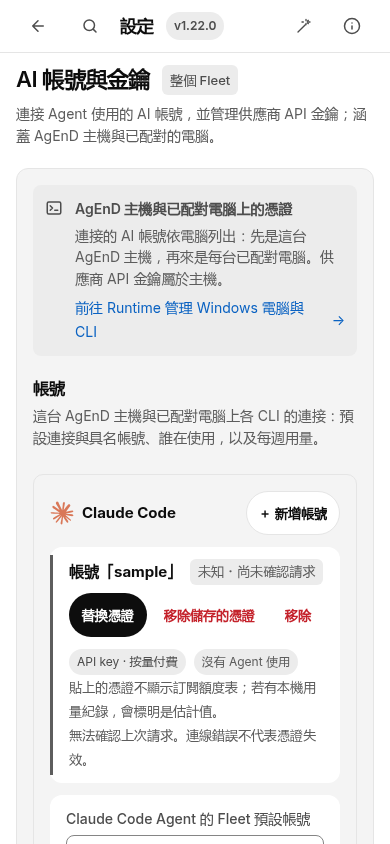 設定 v1.22.0
AI 帳號與金鑰 整個 Fleet
連接 Agent 使用的 AI 帳號，並管理供應商 API 金鑰；涵
蓋 AgEnD 主機與已配對的電腦。
AgEnD 主機與已配對電腦上的憑證
連接的 AI 帳號依電腦列出：先是這台
AgEnD 主機，再來是每台已配對電腦。供
應商 API 金鑰屬於主機。
前往 Runtime 管理 Windows 電腦與
CLI →
帳號
這台 AgEnD 主機與已配對電腦上各 CLI 的連接：預
設連接與具名帳號、誰在使用，以及每週用量。
Claude Code + 新增帳號
帳號「sample」 未知 · 尚未確認請求
替換憑證 移除儲存的憑證 移除
API key · 按量付費 沒有 Agent 使用
貼上的憑證不顯示訂閱額度表；若有本機用
量紀錄，會標明是估計值。
無法確認上次請求。連線錯誤不代表憑證失
效。
Claude Code Agent 的 Fleet 預設帳號